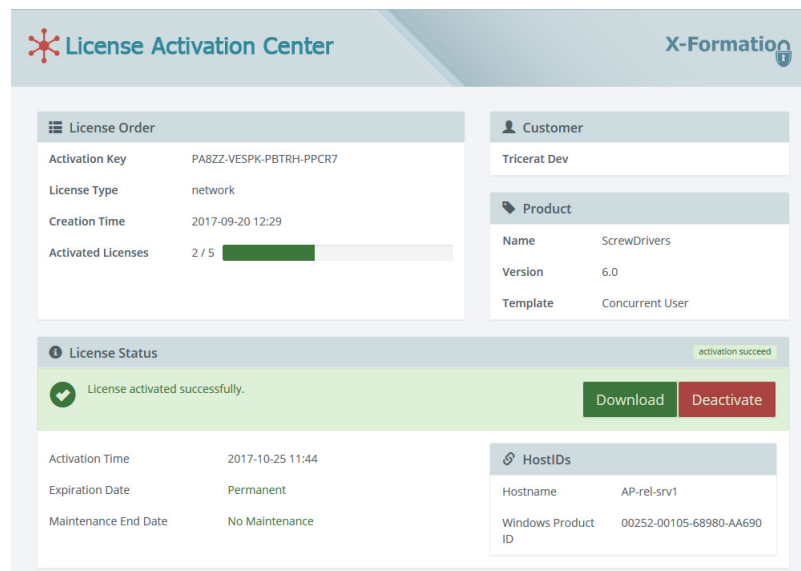 License Activation Center
X-Formation
License Order
Activation Key PA8ZZ-VESPK-PBTRH-PPCR7
License Type network
Creation Time 2017-09-20 12:29
Activated Licenses 2 / 5
Customer
Tricerat Dev
Product
Name ScrewDrivers
Version 6.0
Template Concurrent User
License Status
activation succeed
License activated successfully.
Download
Deactivate
Activation Time 2017-10-25 11:44
Expiration Date Permanent
Maintenance End Date No Maintenance
HostIDs
Hostname AP-rel-srv1
Windows Product 00252-00105-68980-AA690
ID